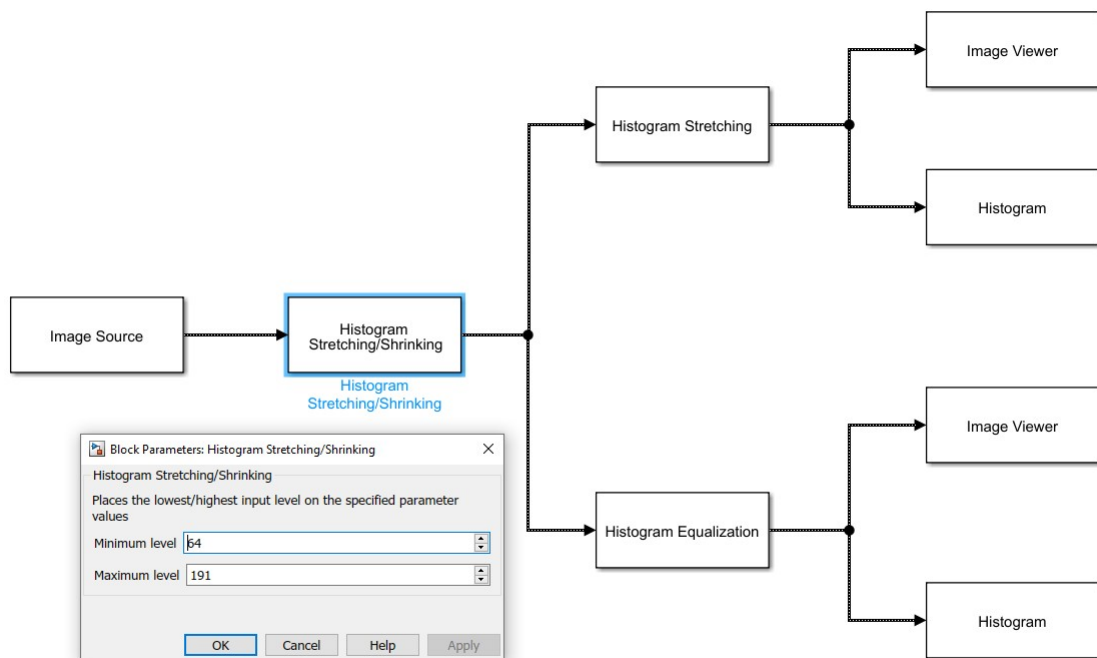 Image Viewer
Histogram Stretching
Histogram
Image Source
Histogram
Stretching/Shrinking
Histogram
Stretching/Shrinking
Image Viewer
Block Parameters: Histogram Stretching/Shrinking
Histogram Stretching/Shrinking
Places the lowest/highest input level on the specified parameter
values
Minimum level 64
Maximum level 191
OK Cancel Help Apply
Histogram Equalization
Histogram